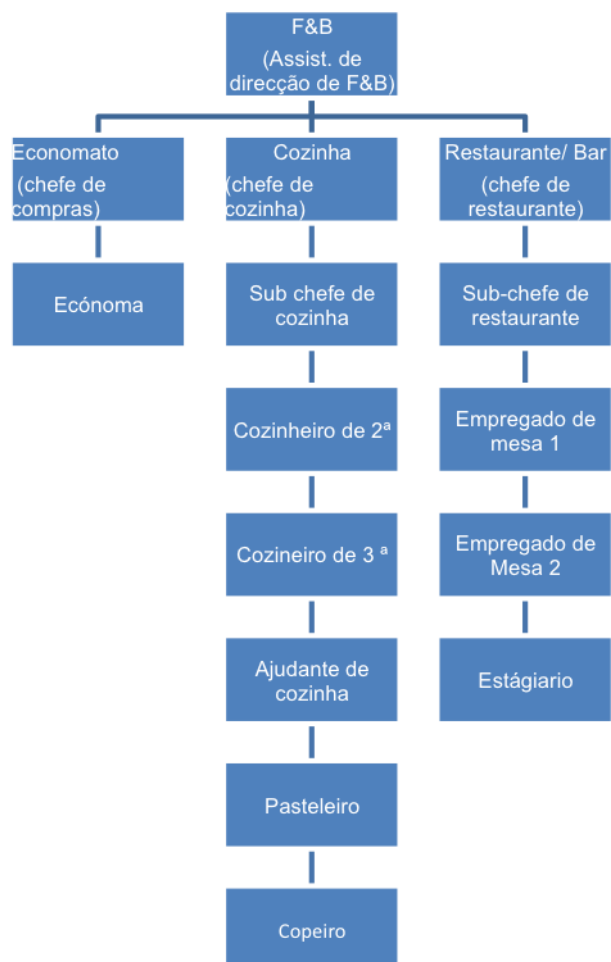 F&B
(Assist. de
direcção de F&B)
Economato
(chefe de
compras)
Cozinha
(chefe de
cozinha)
Restaurante/ Bar
(chefe de
restaurante)
Ecónoma
Sub chefe de
cozinha
Sub-chefe de
restaurante
Cozinheiro de 2ª
Empregado de
mesa 1
Cozineiro de 3 ª
Empregado de
Mesa 2
Ajudante de
cozinha
Estágiario
Pasteleiro
Copeiro